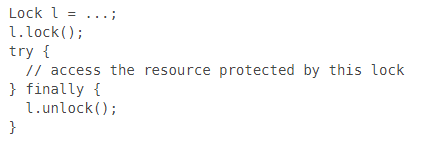 Lock l = ...;
l.lock();
try {
  // access the resource protected by this lock
} finally {
  l.unlock();
}